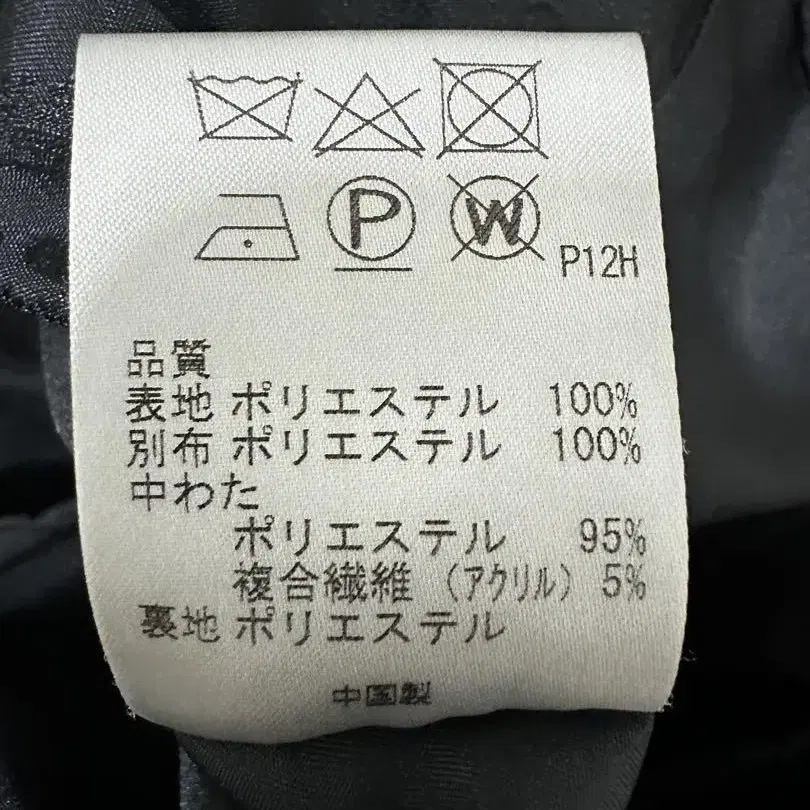 P
W
P12H
品質
表地 ポリエステル 100%
別布 ポリエステル 100%
中わた
ポリエステル 95%
複合繊維 (アクリル) 5%
裏地 ポリエステル
中国製